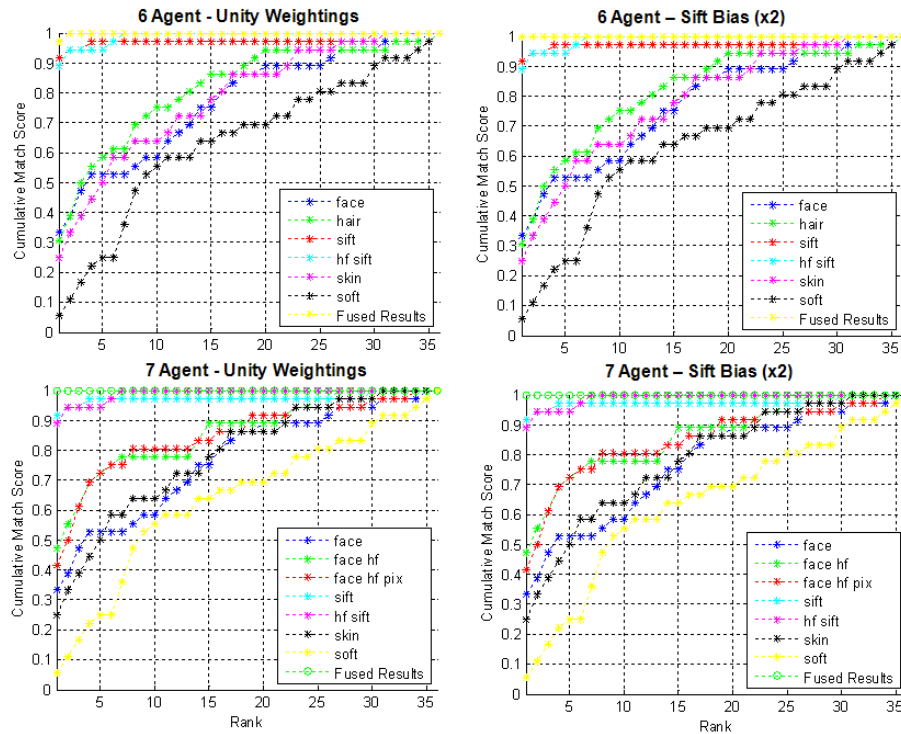 6 Agent - Unity Weightings
Cumulative Match Score
1
0.9
0.8
0.7
0.6
0.5
0.4
0.3
0.2
0.1
0
5 10 15 20 25 30 35
face
hair
sift
hf sift
skin
soft
Fused Results
6 Agent – Sift Bias (x2)
Cumulative Match Score
1
0.9
0.8
0.7
0.6
0.5
0.4
0.3
0.2
0.1
0
5 10 15 20 25 30 35
face
hair
sift
hf sift
skin
soft
Fused Results
7 Agent - Unity Weightings
Cumulative Match Score
1
0.9
0.8
0.7
0.6
0.5
0.4
0.3
0.2
0.1
0
5 10 15 20 25 30 35
Rank
face
face hf
face hf pix
sift
hf sift
skin
soft
Fused Results
7 Agent – Sift Bias (x2)
Cumulative Match Score
1
0.9
0.8
0.7
0.6
0.5
0.4
0.3
0.2
0.1
0
5 10 15 20 25 30 35
Rank
face
face hf
face hf pix
sift
hf sift
skin
soft
Fused Results